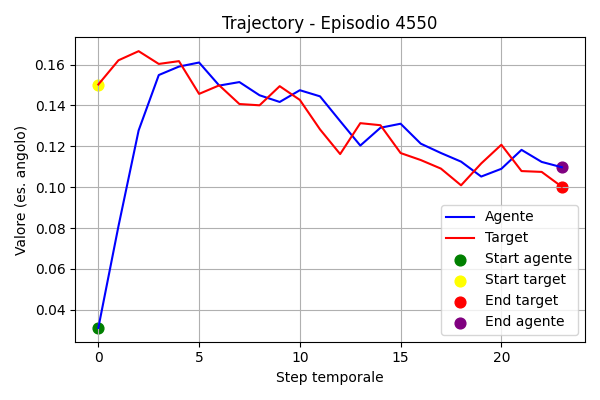 Trajectory - Episodio 4550
Valore (es. angolo)
0.16
0.14
0.12
0.10
0.08
0.06
0.04
0
5
10
15
20
Step temporale
Agente
Target
Start agente
Start target
End target
End agente